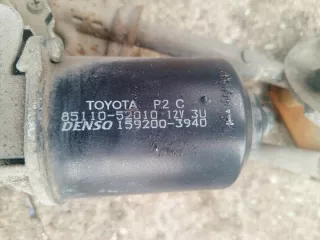 TOYOTA P2 C
85110-52010 12V 3U
DENSO 159200-3940